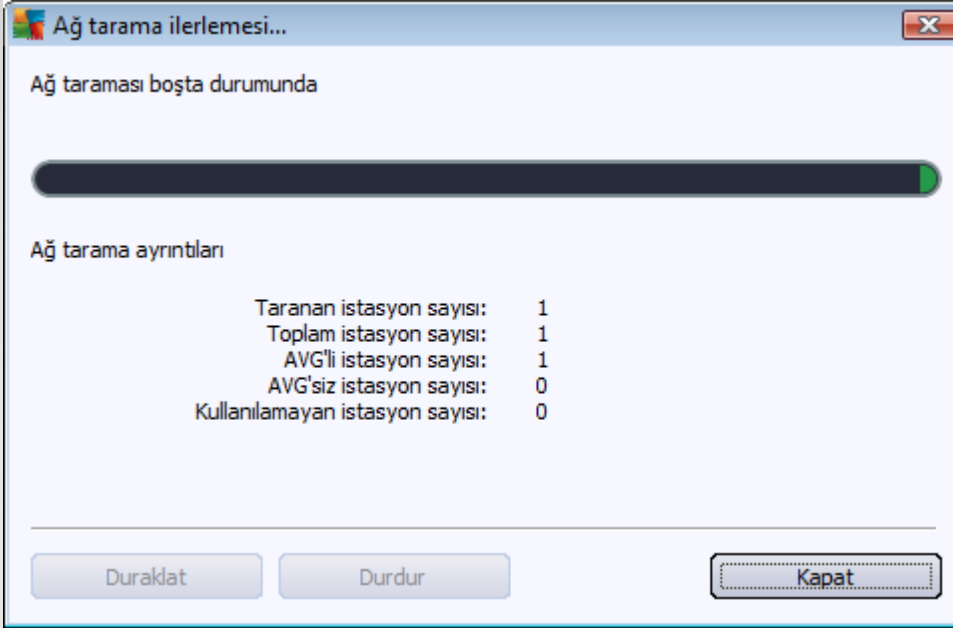 Ağ tarama ilerlemesi...
Ağ taraması boşta durumunda
Ağ tarama ayrıntıları
Taranan istasyon sayısı: 1
Toplam istasyon sayısı: 1
AVG'li istasyon sayısı: 1
AVG'siz istasyon sayısı: 0
Kullanılamayan istasyon sayısı: 0
Duraklat Durdur Kapat